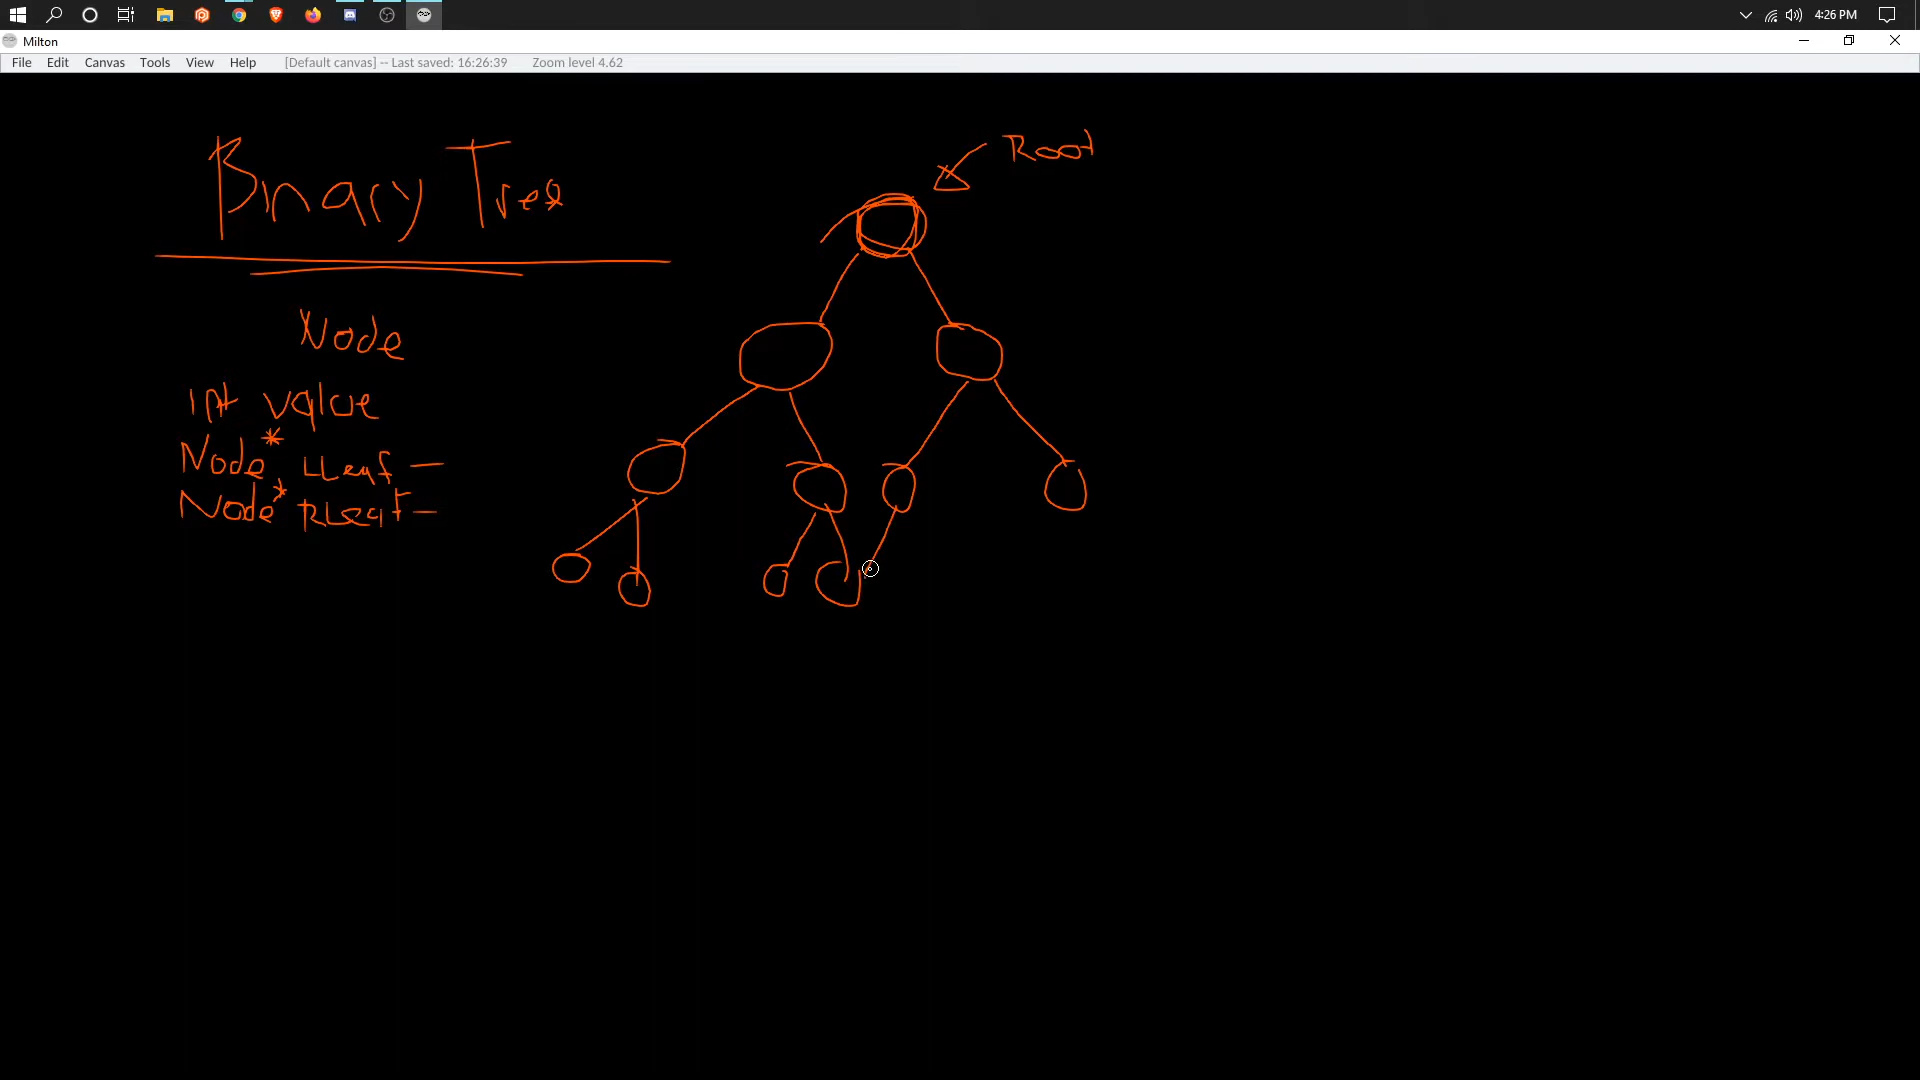 4:26 PM
Milton
File Edit Canvas Tools View Help [Default canvas] -- Last saved: 16:26:39 Zoom level 4.62
Root
Binary Tree
Node
int value
Node* LLeaf -
Node* RLeaf -